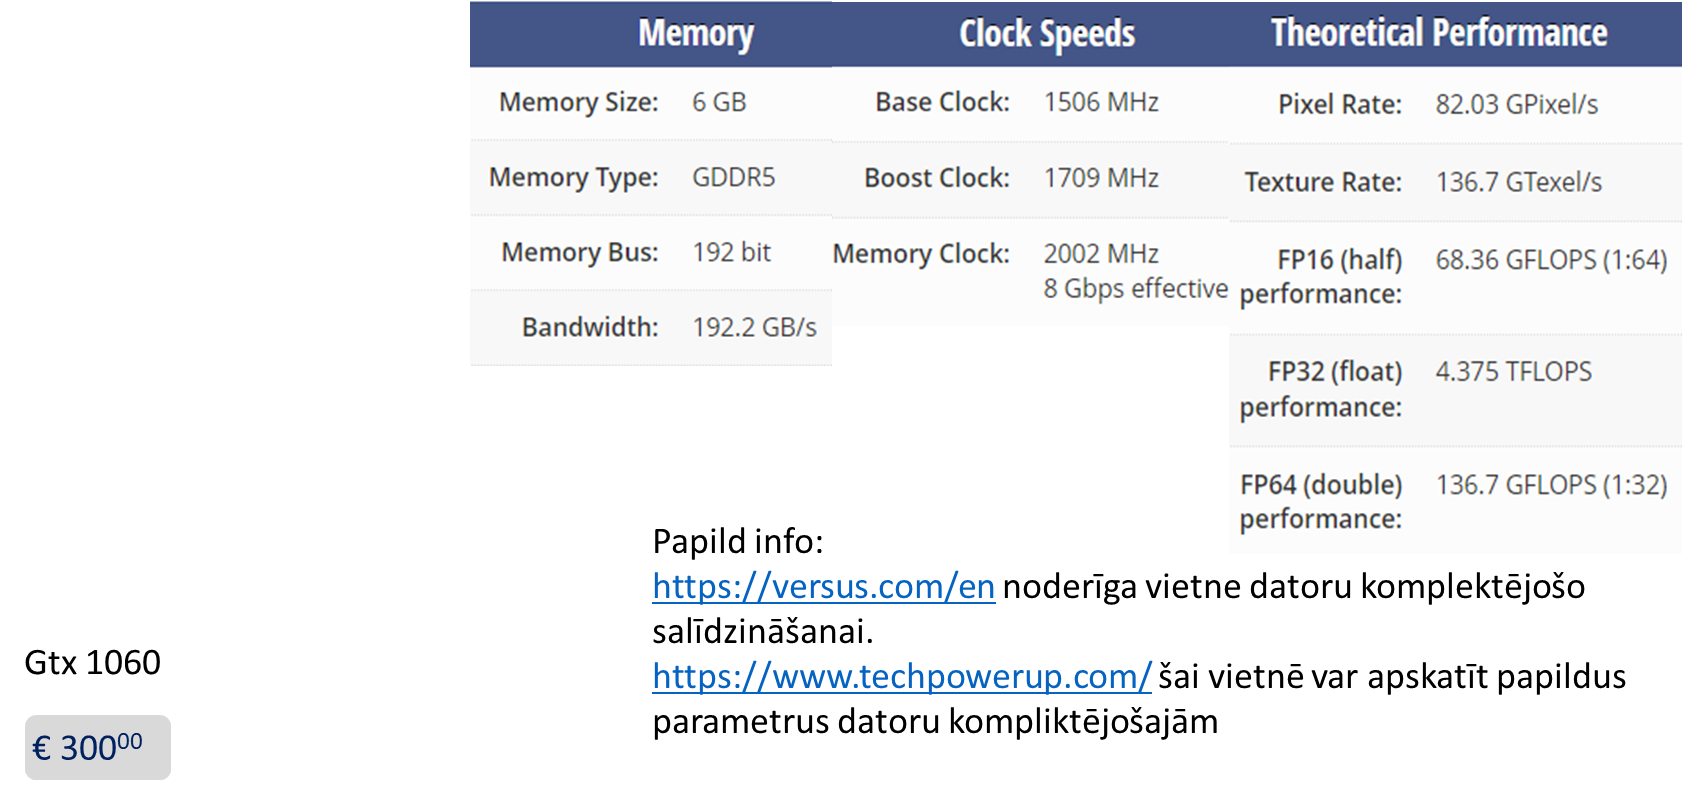 Memory
Memory Size: 6 GB
Memory Type: GDDR5
Memory Bus: 192 bit
Bandwidth: 192.2 GB/s
Clock Speeds
Base Clock: 1506 MHz
Boost Clock: 1709 MHz
Memory Clock: 2002 MHz
8 Gbps effective
Theoretical Performance
Pixel Rate: 82.03 GPixel/s
Texture Rate: 136.7 GTexel/s
FP16 (half) 68.36 GFLOPS (1:64)
performance:
FP32 (float) 4.375 TFLOPS
performance:
FP64 (double) 136.7 GFLOPS (1:32)
performance:
Papild info:
https://versus.com/en noderīga vietne datoru komplektējošo
salīdzināšanai.
https://www.techpowerup.com/ šai vietnē var apskatīt papildus
parametrus datoru kompliktējošajām
Gtx 1060
€ 300⁰⁰